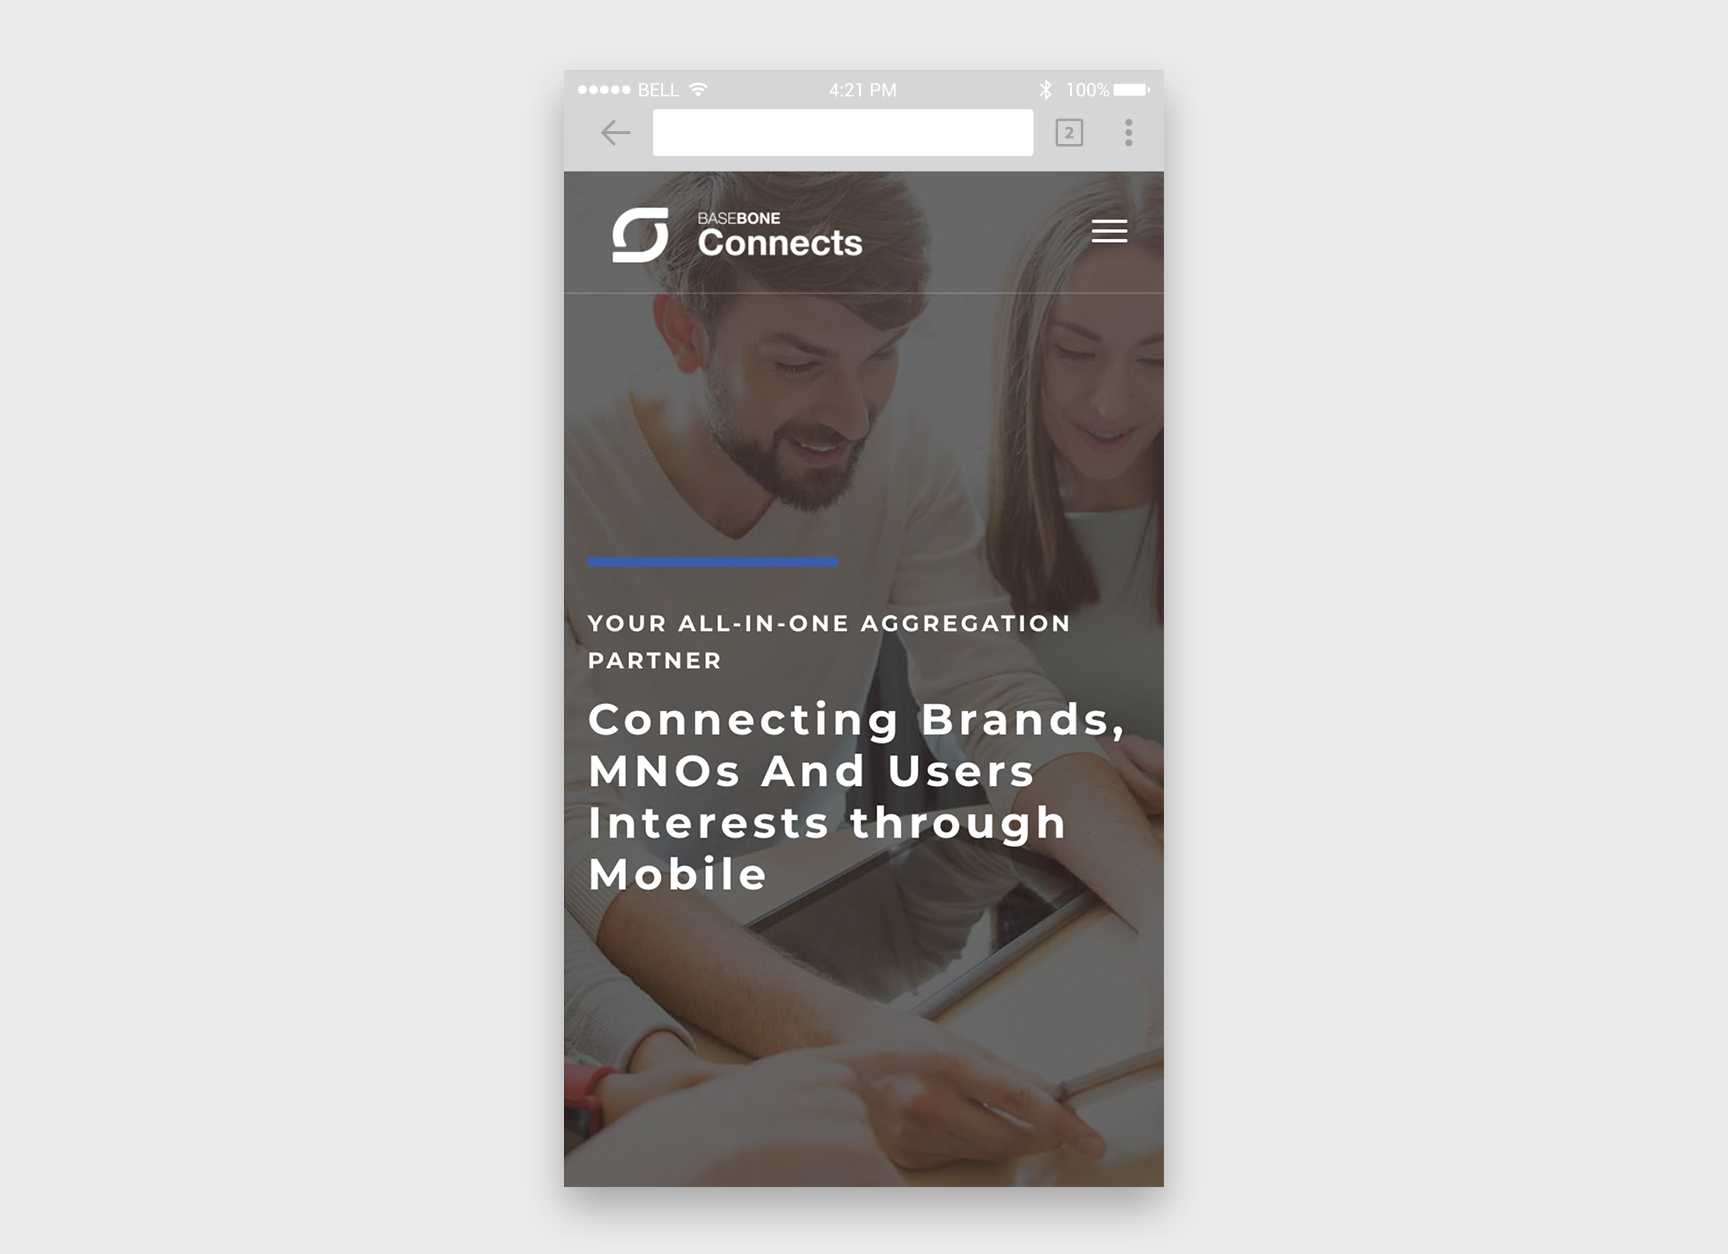 BELL 4:21 PM 100%
2
BASEBONE
Connects
YOUR ALL-IN-ONE AGGREGATION
PARTNER
Connecting Brands,
MNOs And Users
Interests through
Mobile